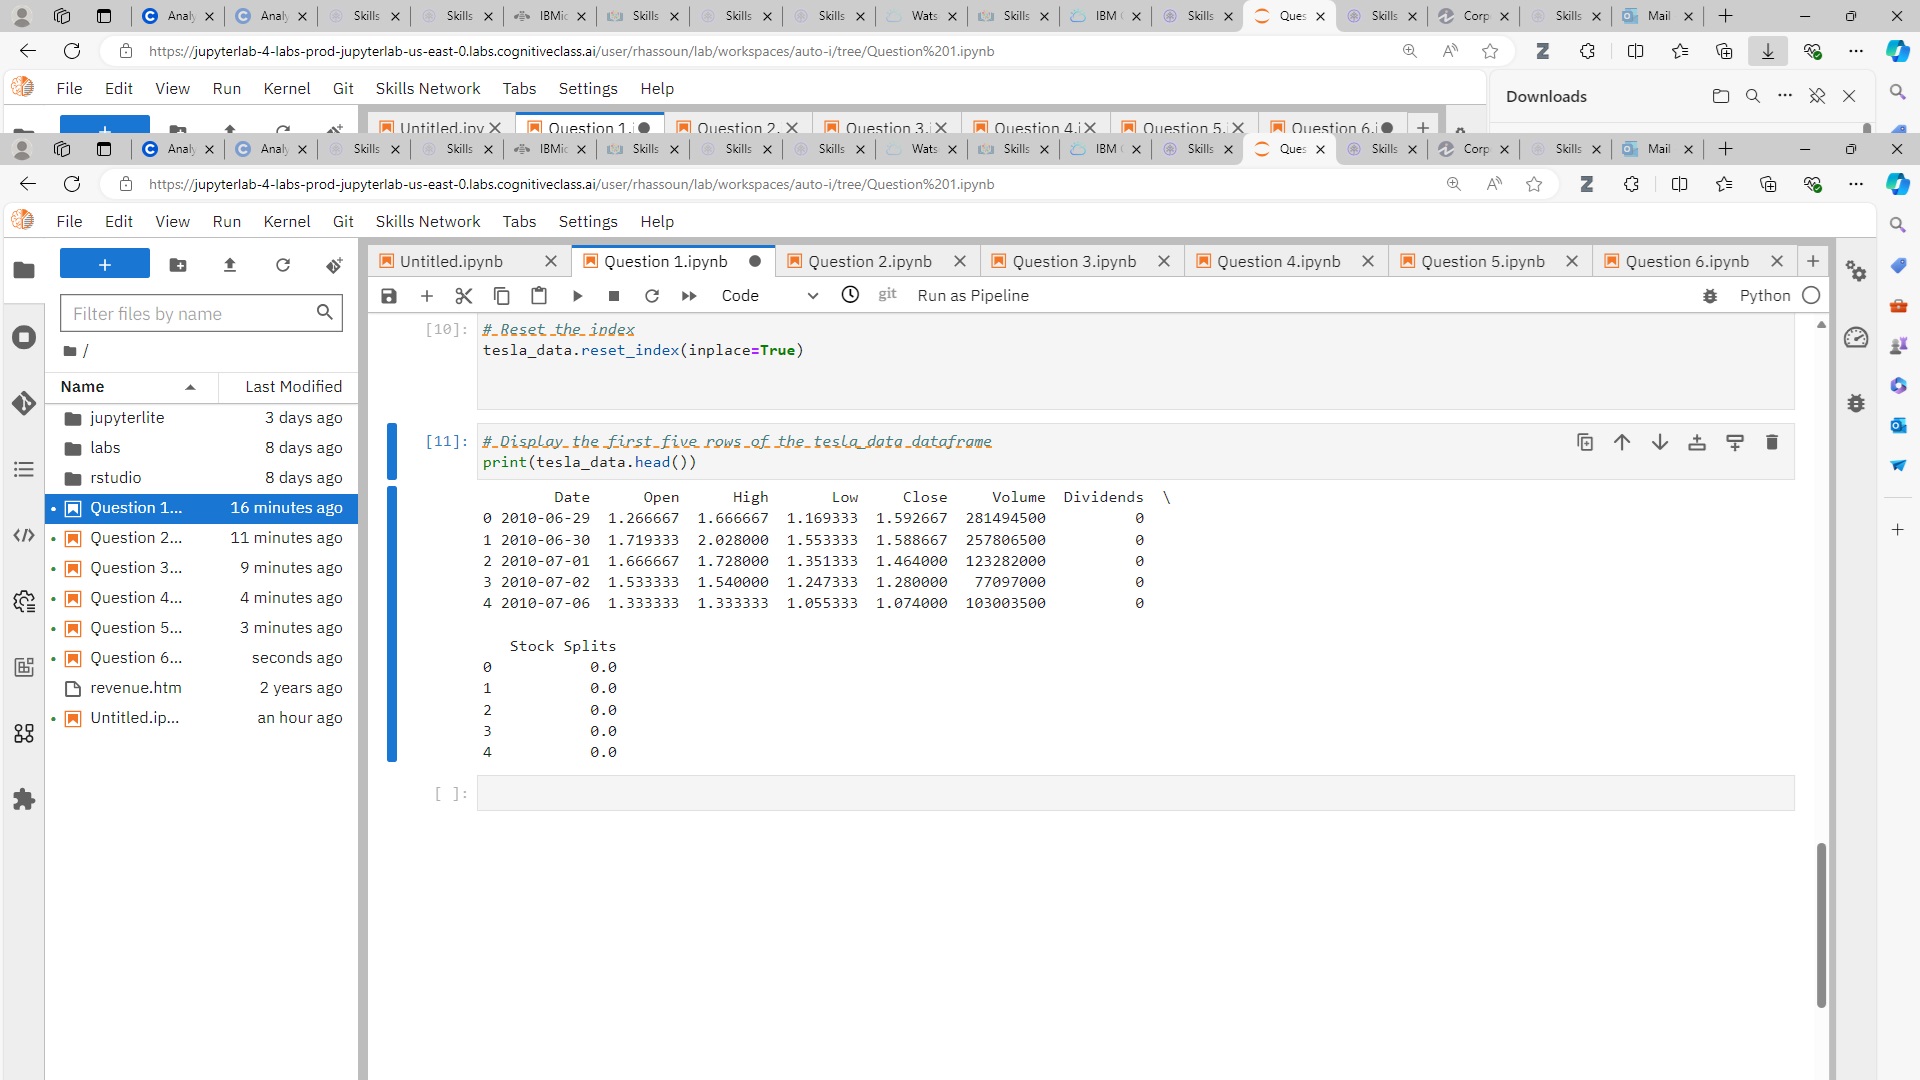 Analy Analy Skills Skills IBMic Skills Skills Skills Wats Skills IBM Skills Ques Skills Corp Skills Mail
https://jupyterlab-4-labs-prod-jupyterlab-us-east-0.labs.cognitiveclass.ai/user/rhassoun/lab/workspaces/auto-i/tree/Question%201.ipynb
File Edit View Run Kernel Git Skills Network Tabs Settings Help
Downloads
Untitled.ipy Question 1.i Question 2. Question 3.i Question 4.i Question 5.i Question 6.i
Analy Analy Skills Skills IBMic Skills Skills Skills Wats Skills IBM Skills Ques Skills Corp Skills Mail
https://jupyterlab-4-labs-prod-jupyterlab-us-east-0.labs.cognitiveclass.ai/user/rhassoun/lab/workspaces/auto-i/tree/Question%201.ipynb
File Edit View Run Kernel Git Skills Network Tabs Settings Help
Untitled.ipynb Question 1.ipynb Question 2.ipynb Question 3.ipynb Question 4.ipynb Question 5.ipynb Question 6.ipynb
Code git Run as Pipeline Python
Filter files by name
/
Name Last Modified
jupyterlite 3 days ago
labs 8 days ago
rstudio 8 days ago
Question 1... 16 minutes ago
Question 2... 11 minutes ago
Question 3... 9 minutes ago
Question 4... 4 minutes ago
Question 5... 3 minutes ago
Question 6... seconds ago
revenue.htm 2 years ago
Untitled.ip... an hour ago
[10]: # Reset the index
tesla_data.reset_index(inplace=True)
[11]: # Display the first five rows of the tesla_data dataframe
print(tesla_data.head())
Date Open High Low Close Volume Dividends \
0 2010-06-29 1.266667 1.666667 1.169333 1.592667 281494500 0
1 2010-06-30 1.719333 2.028000 1.553333 1.588667 257806500 0
2 2010-07-01 1.666667 1.728000 1.351333 1.464000 123282000 0
3 2010-07-02 1.533333 1.540000 1.247333 1.280000 77097000 0
4 2010-07-06 1.333333 1.333333 1.055333 1.074000 103003500 0
Stock Splits
0 0.0
1 0.0
2 0.0
3 0.0
4 0.0
[ ]: